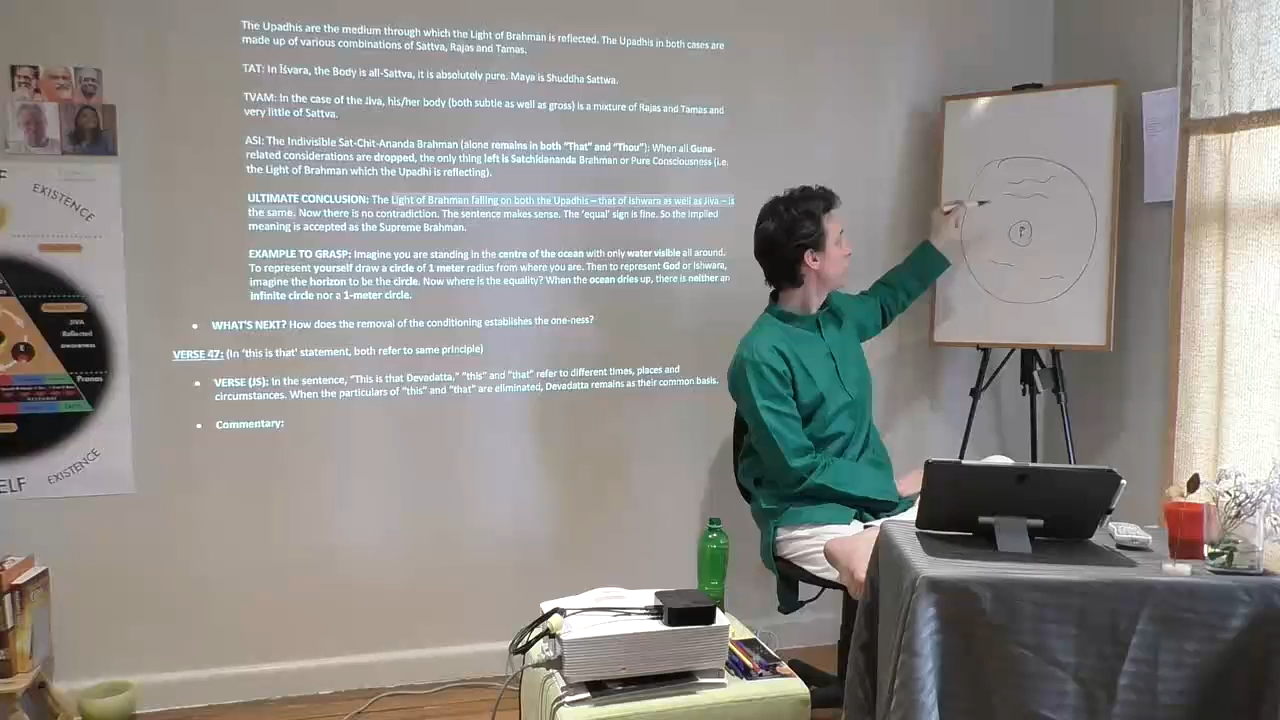 The Upadhis are the medium through which the Light of Brahman is reflected. The Upadhis in both cases are
made up of various combinations of Sattva, Rajas and Tamas.
TAT: In Īśvara, the Body is all-Sattva, it is absolutely pure. Maya is Shuddha Sattwa.
TVAM: In the case of the Jiva, his/her body (both subtle as well as gross) is a mixture of Rajas and Tamas and
very little of Sattva.
ASI: The Indivisible Sat-Chit-Ananda Brahman (alone remains in both "That" and "Thou"): When all Guna-
related considerations are dropped, the only thing left is Satchidananda Brahman or Pure Consciousness (i.e.
the Light of Brahman which the Upadhi is reflecting).
ULTIMATE CONCLUSION: The Light of Brahman falling on both the Upadhis – that of Ishwara as well as Jiva – is
the same. Now there is no contradiction. The sentence makes sense. The 'equal' sign is fine. So the implied
meaning is accepted as the Supreme Brahman.
EXAMPLE TO GRASP: Imagine you are standing in the centre of the ocean with only water visible all around.
To represent yourself draw a circle of 1 meter radius from where you are. Then to represent God or Ishwara,
imagine the horizon to be the circle. Now where is the equality? When the ocean dries up, there is neither an
infinite circle nor a 1-meter circle.
• WHAT'S NEXT? How does the removal of the conditioning establishes the one-ness?
VERSE 47: (In 'this is that' statement, both refer to same principle)
• VERSE (JS): In the sentence, "This is that Devadatta," "this" and "that" refer to different times, places and
circumstances. When the particulars of "this" and "that" are eliminated, Devadatta remains as their common basis.
• Commentary:
EXISTENCE
JIVA
Reflected
awareness
Pranas
ELF
EXISTENCE